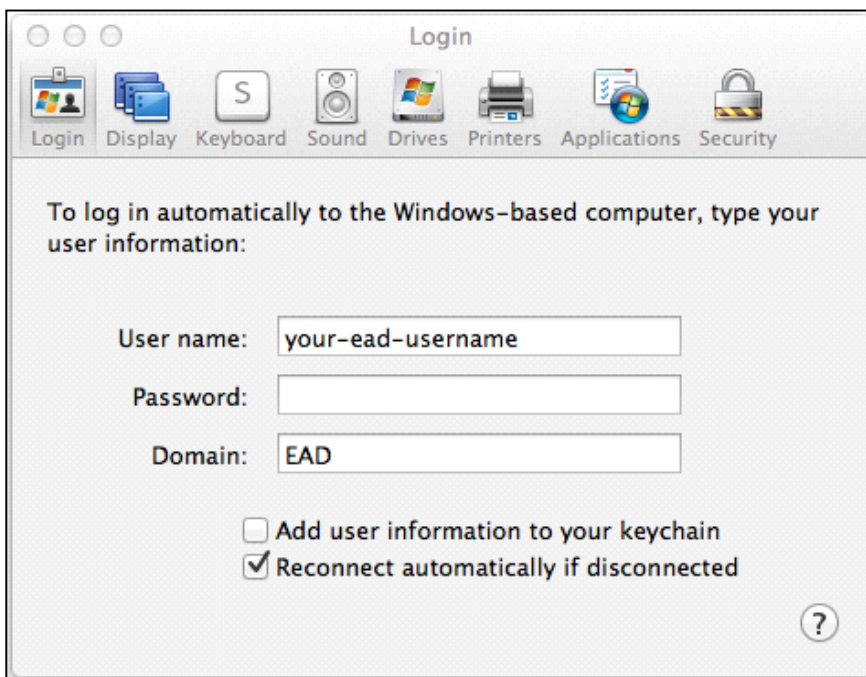 Login
S
Login Display Keyboard Sound Drives Printers Applications Security
To log in automatically to the Windows-based computer, type your
user information:
User name: your-ead-username
Password:
Domain: EAD
Add user information to your keychain
Reconnect automatically if disconnected
?